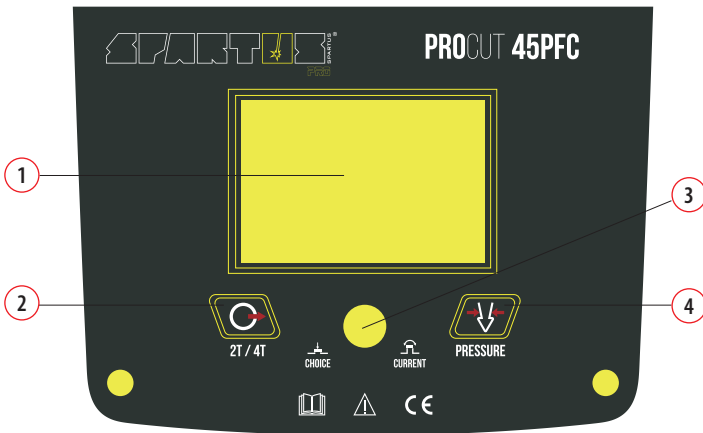 SPARTUS®
SPARTUS
PRO
PROCUT 45PFC
1
2
3
4
2T / 4T
CHOICE
CURRENT
PRESSURE
CE